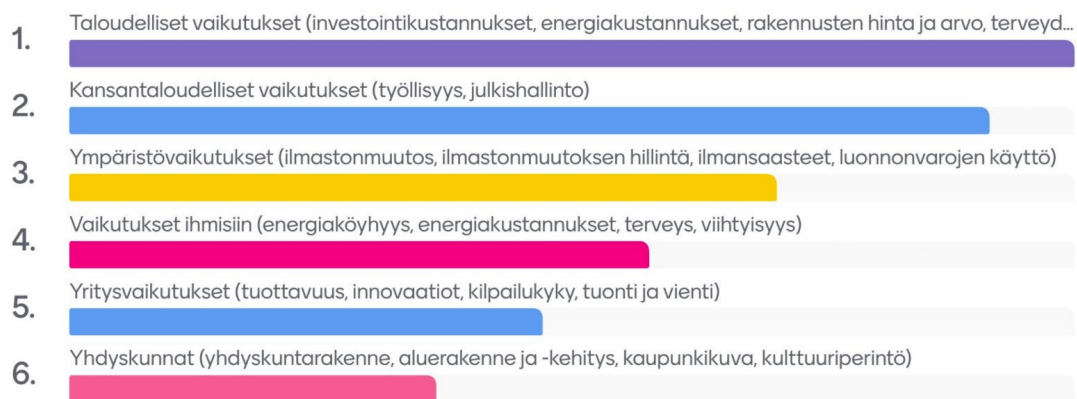 1. Taloudelliset vaikutukset (investointikustannukset, energiakustannukset, rakennusten hinta ja arvo, terveyd...
2. Kansantaloudelliset vaikutukset (työllisyys, julkishallinto)
3. Ympäristövaikutukset (ilmastonmuutos, ilmastonmuutoksen hillintä, ilmansaasteet, luonnonvarojen käyttö)
4. Vaikutukset ihmisiin (energiaköyhyys, energiakustannukset, terveys, viihtyisyys)
5. Yritysvaikutukset (tuottavuus, innovaatiot, kilpailukyky, tuonti ja vienti)
6. Yhdyskunnat (yhdyskuntarakenne, aluerakenne ja -kehitys, kaupunkikuva, kulttuuriperintö)